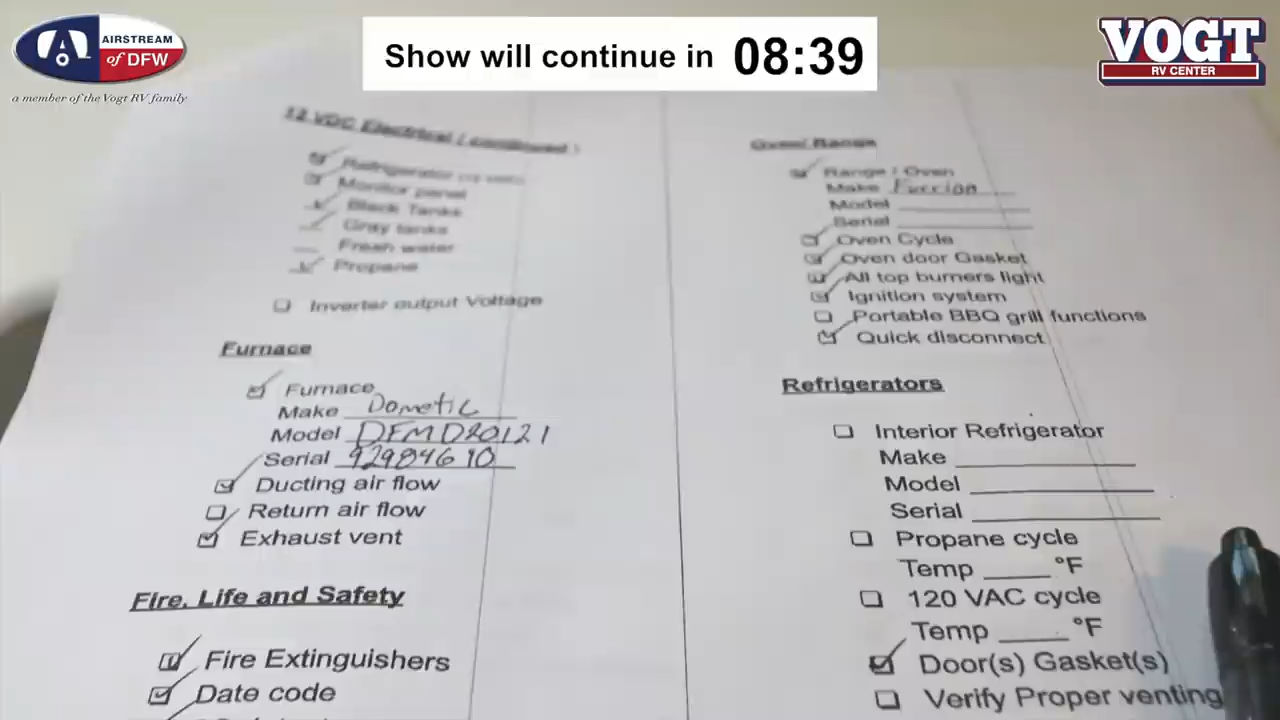 AIRSTREAM
of DFW
a member of the Vogt RV family
Show will continue in 08:39
VOGT
RV CENTER
12 VDC Electrical (continued)
Refrigerator
Monitor panel
Black Tanks
Gray tanks
Fresh water
Propane
Inverter output Voltage
Furnace
Furnace
Make Dometic
Model DFMD20121
Serial 92984690
Ducting air flow
Return air flow
Exhaust vent
Fire, Life and Safety
Fire Extinguishers
Date code
Oven/ Range
Range / Oven
Make Furrion
Model
Serial
Oven Cycle
Oven door Gasket
All top burners light
Ignition system
Portable BBQ grill functions
Quick disconnect
Refrigerators
Interior Refrigerator
Make
Model
Serial
Propane cycle
Temp ____ °F
120 VAC cycle
Temp ____ °F
Door(s) Gasket(s)
Verify Proper venting